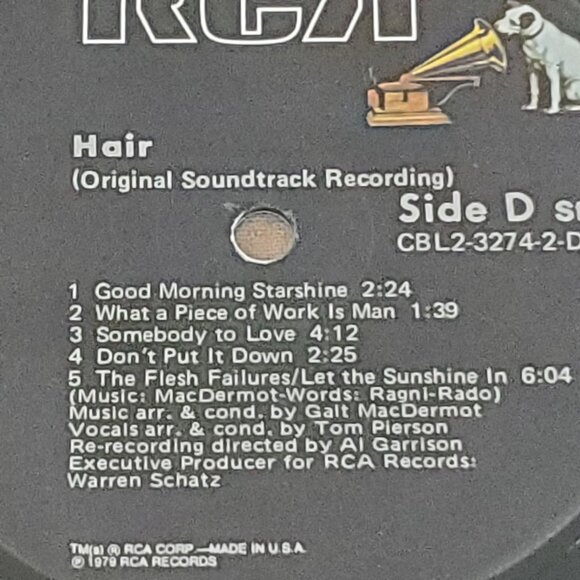 RCA
Hair
(Original Soundtrack Recording)
Side D
CBL2-3274-2-D
1 Good Morning Starshine 2:24
2 What a Piece of Work Is Man 1:39
3 Somebody to Love 4:12
4 Don't Put It Down 2:25
5 The Flesh Failures/Let the Sunshine In 6:04
(Music: MacDermot-Words: Ragni-Rado)
Music arr. & cond. by Galt MacDermot
Vocals arr. & cond. by Tom Pierson
Re-recording directed by Al Garrison
Executive Producer for RCA Records:
Warren Schatz
TM(s) ® RCA CORP.—MADE IN U.S.A.
℗ 1979 RCA RECORDS